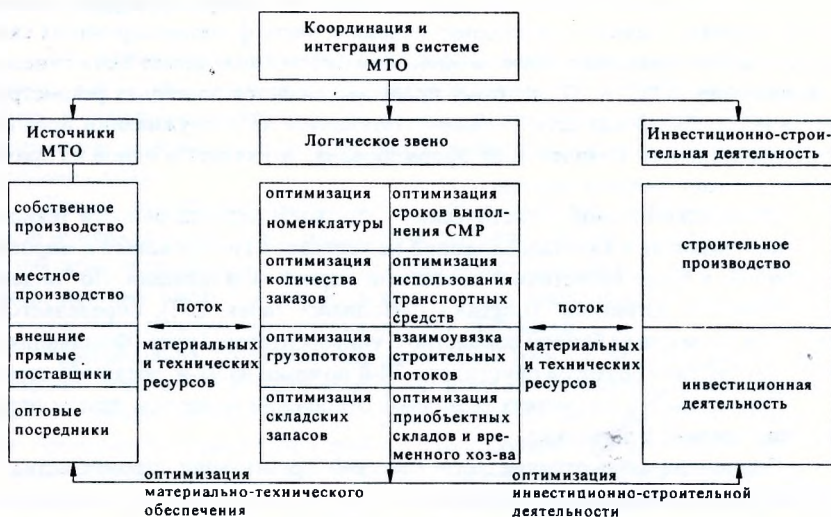 Координация и
интеграция в системе
МТО
Источники
МТО
Логическое звено
Инвестиционно-строи-
тельная деятельность
собственное
производство
местное
производство
внешние
прямые
поставщики
оптовые
посредники
поток
материальных
и технических
ресурсов
оптимизация
номенклатуры
оптимизация
сроков выпол-
нения СМР
оптимизация
количества
заказов
оптимизация
использования
транспортных
средств
оптимизация
грузопотоков
взаимоувязка
строительных
потоков
оптимизация
складских
запасов
оптимизация
приобъектных
складов и вре-
менного хоз-ва
поток
материальных
и технических
ресурсов
строительное
производство
инвестиционная
деятельность
оптимизация
материально-технического
обеспечения
оптимизация
инвестиционно-строительной
деятельности